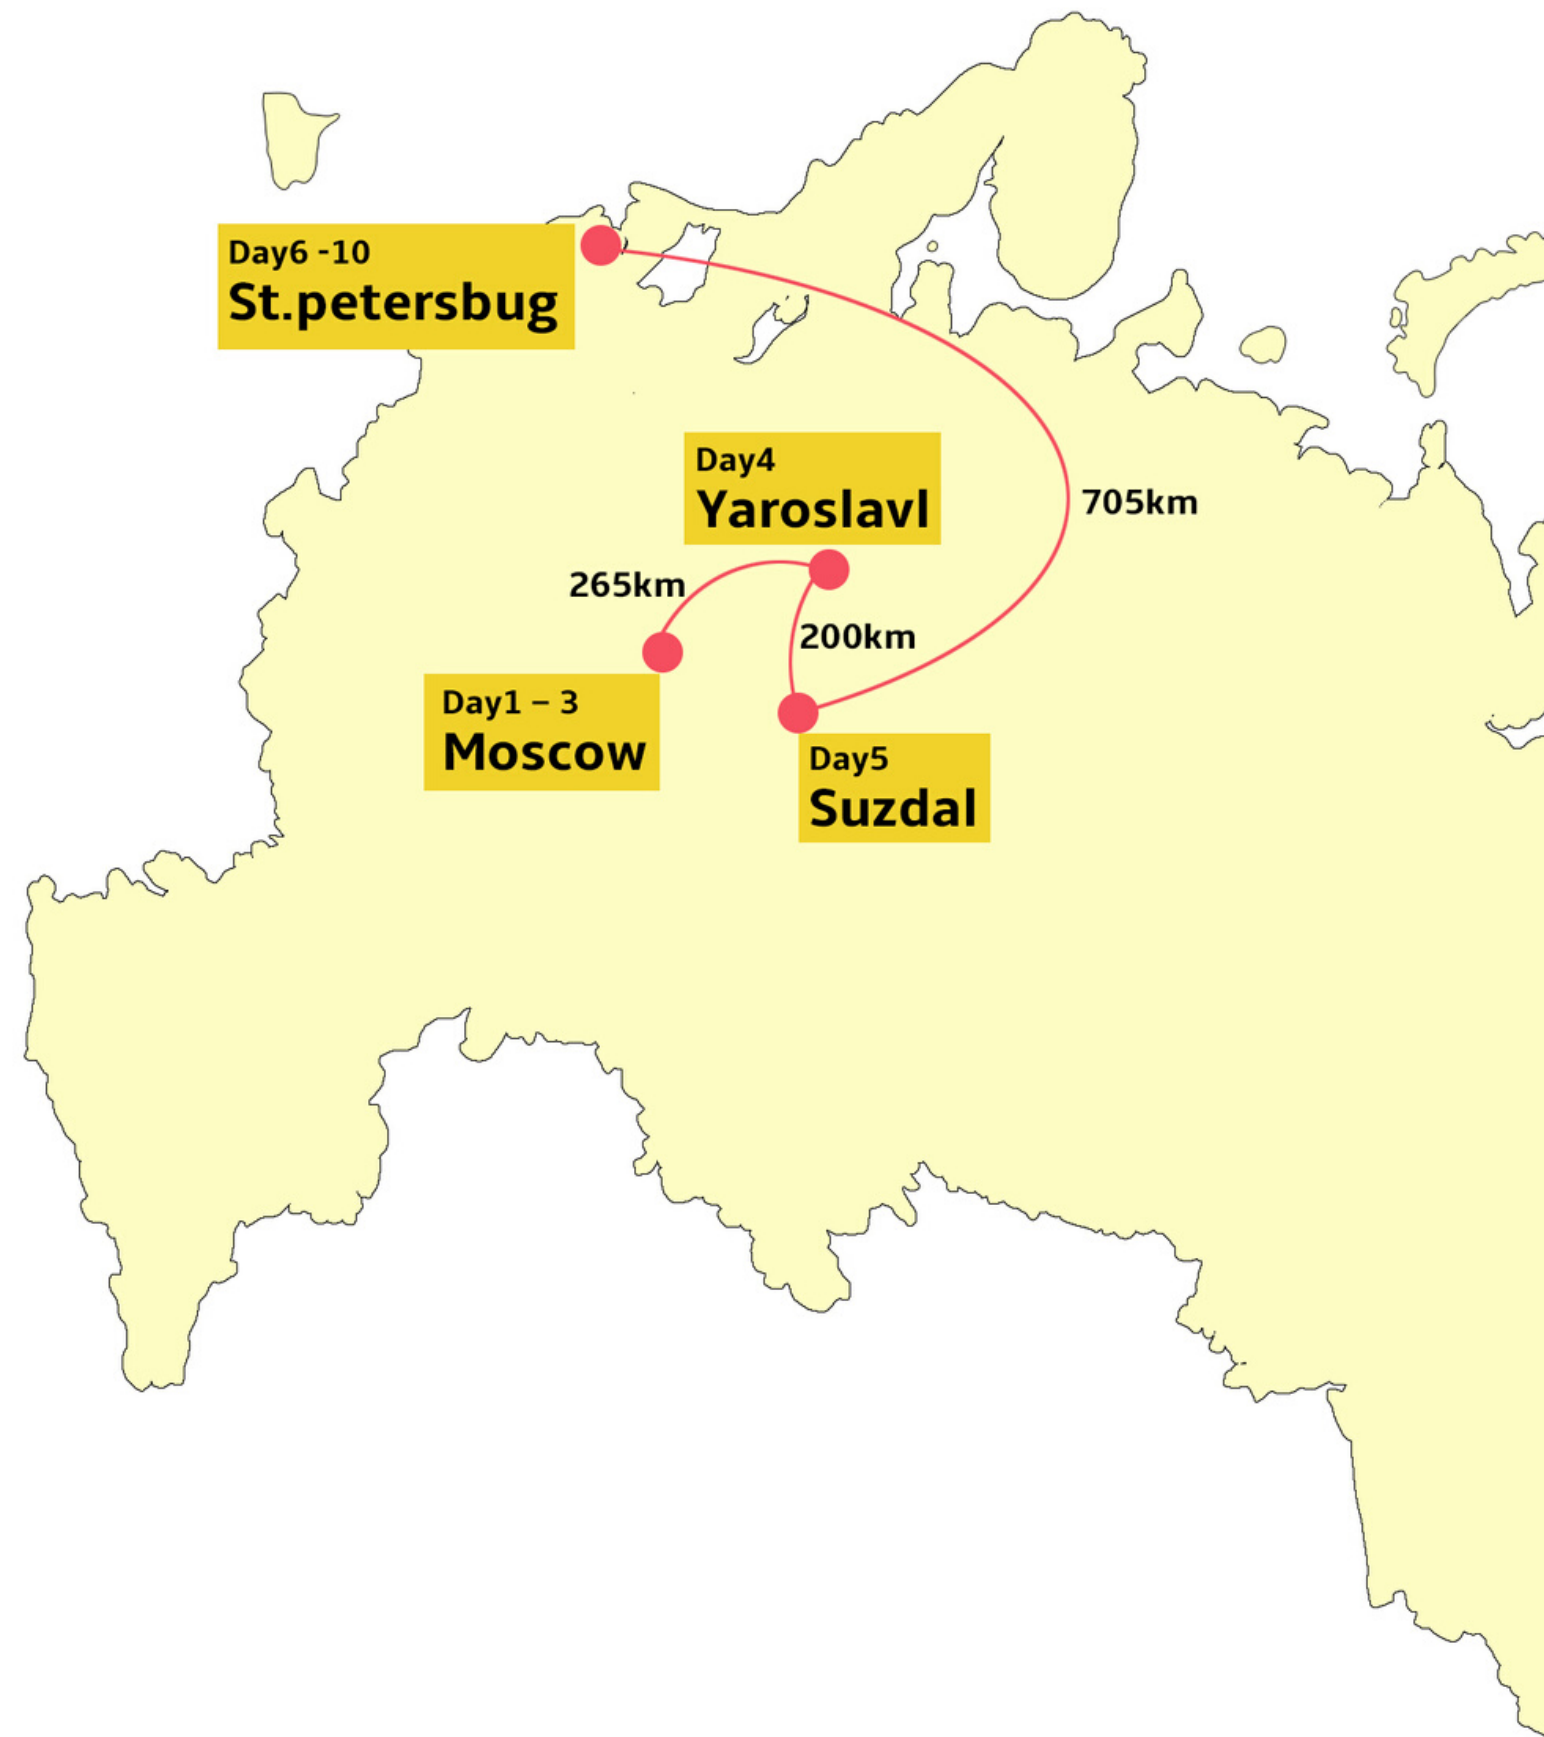 Day6 -10
St.petersbug
Day4
Yaroslavl
705km
265km
200km
Day1 – 3
Moscow
Day5
Suzdal